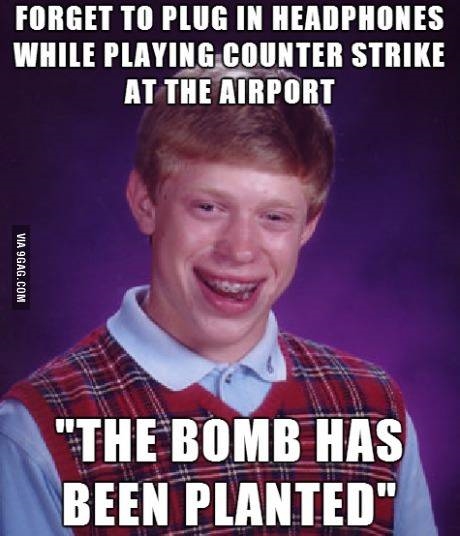 FORGET TO PLUG IN HEADPHONES
WHILE PLAYING COUNTER STRIKE
AT THE AIRPORT
VIA 9GAG.COM
"THE BOMB HAS
BEEN PLANTED"